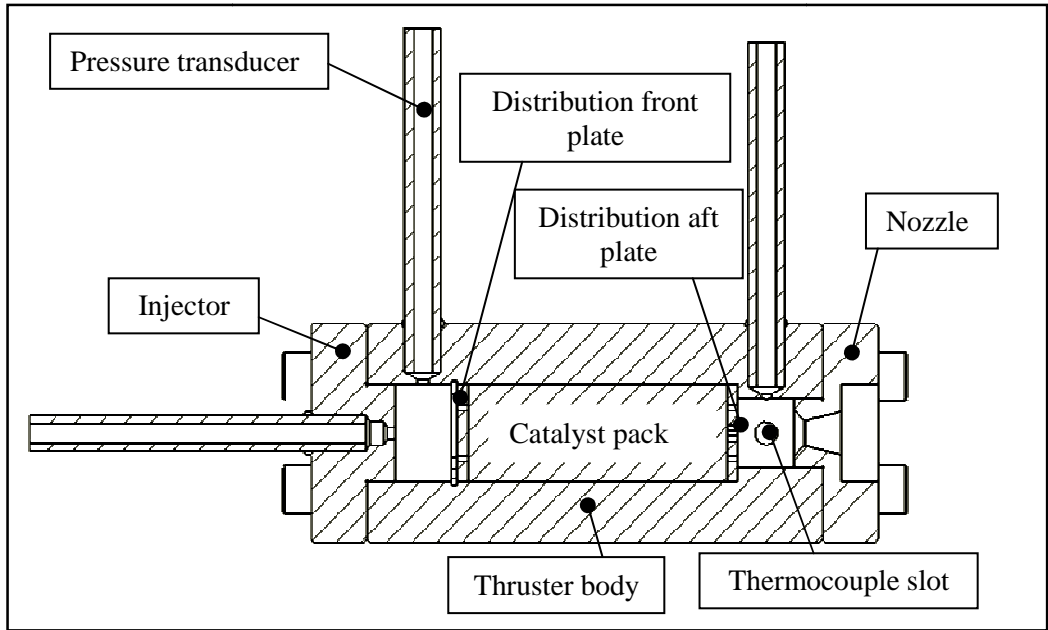 Pressure transducer
Distribution front
plate
Distribution aft
plate
Nozzle
Injector
Catalyst pack
Thruster body
Thermocouple slot